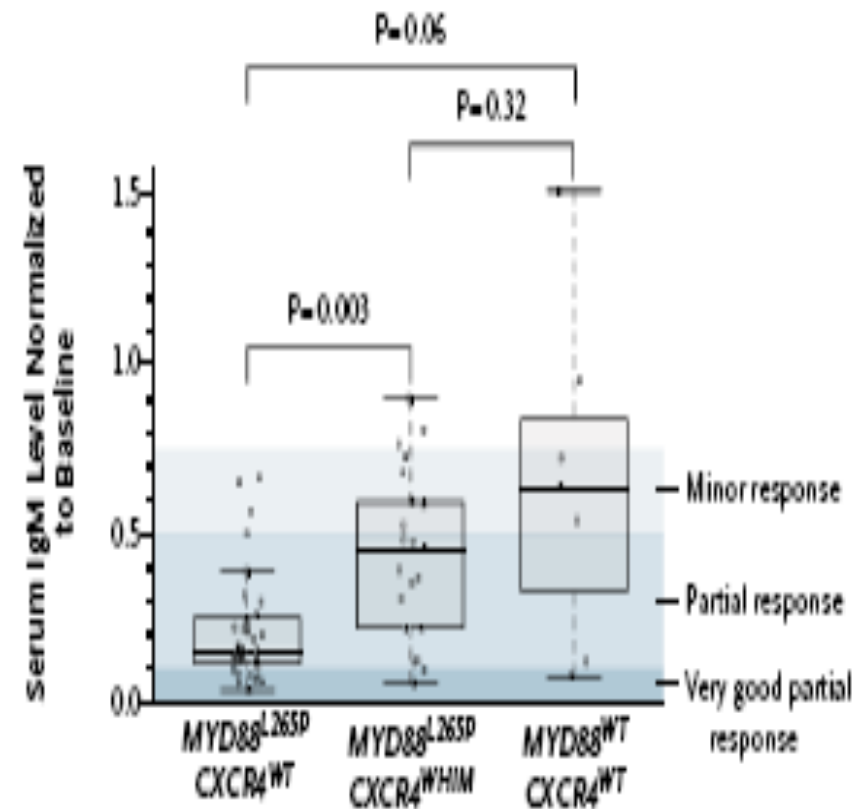 P=0.06
P=0.32
P=0.003
Serum IgM Level Normalized
to Baseline
1.5
1.0
0.5
0.0
Minor response
Partial response
Very good partial
response
MYD88L265P
CXCR4WT
MYD88L265P
CXCR4WHIM
MYD88WT
CXCR4WT